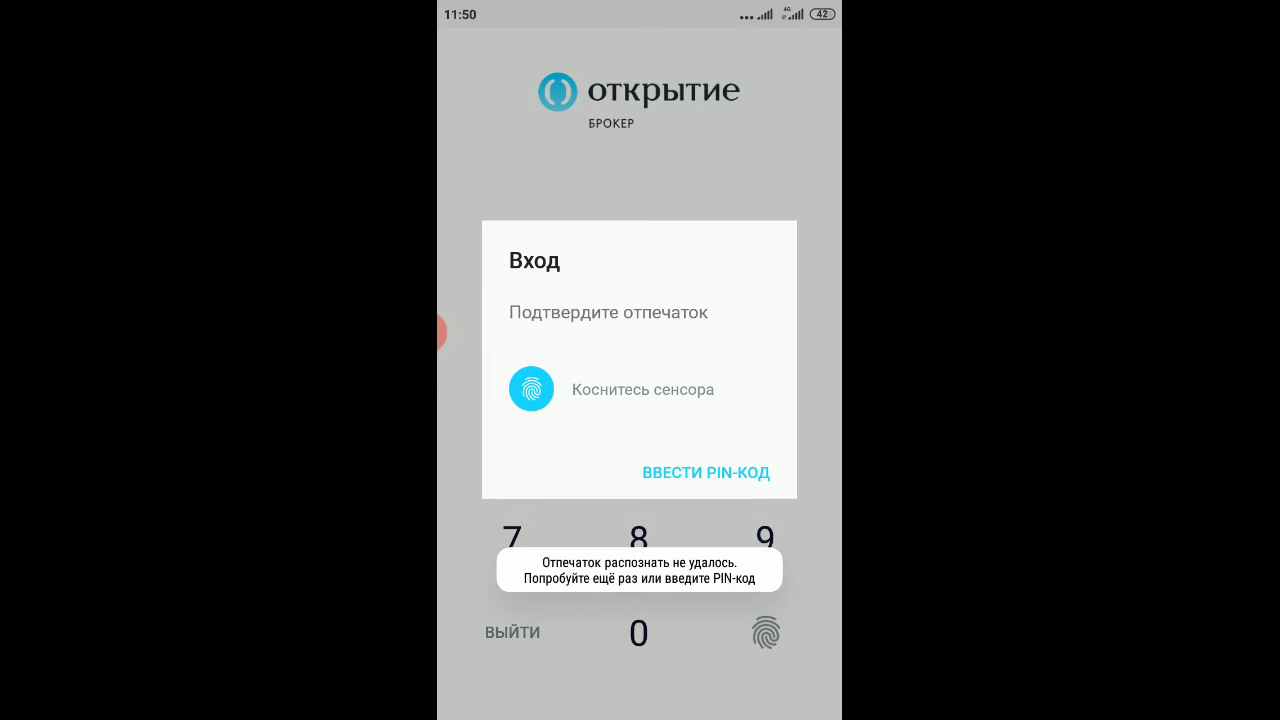 11:50
4G
42
открытие
БРОКЕР
Вход
Подтвердите отпечаток
Коснитесь сенсора
ВВЕСТИ PIN-КОД
7 8 9
Отпечаток распознать не удалось.
Попробуйте ещё раз или введите PIN-код
ВЫЙТИ 0